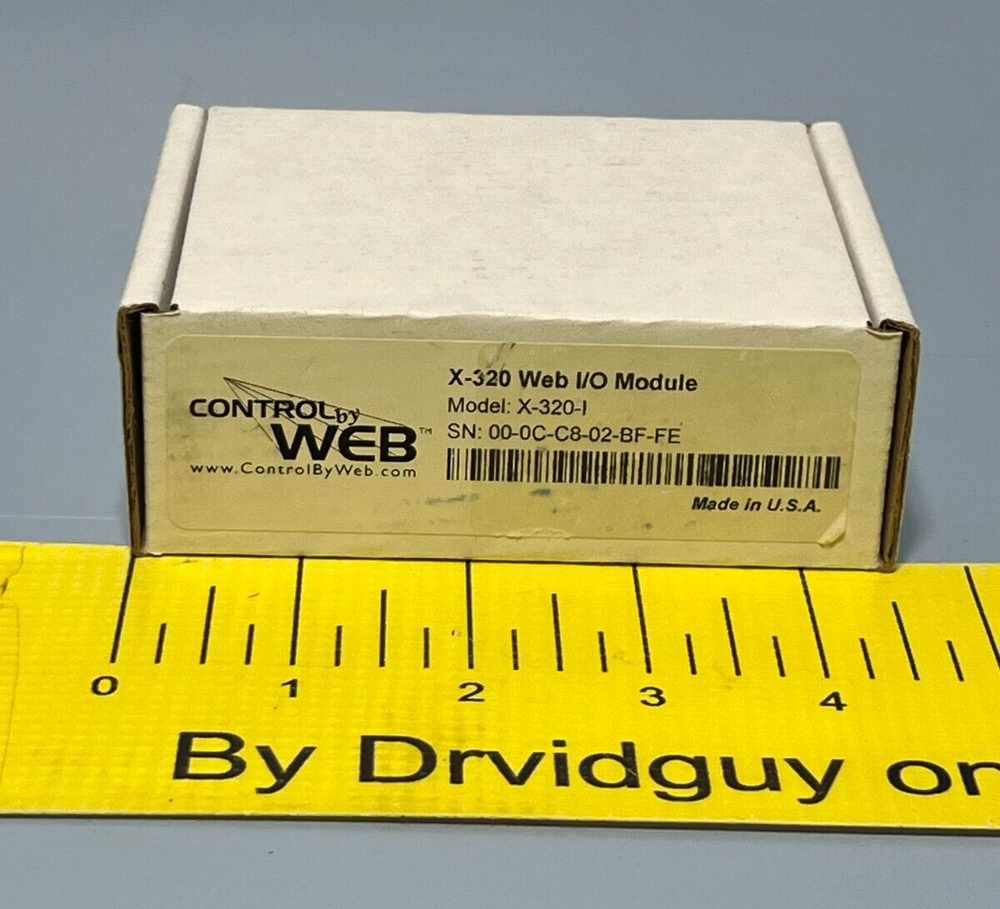 CONTROL by
WEB™
www.ControlByWeb.com
X-320 Web I/O Module
Model: X-320-I
SN: 00-0C-C8-02-BF-FE
Made in U.S.A.
0 1 2 3 4
By Drvidguy on